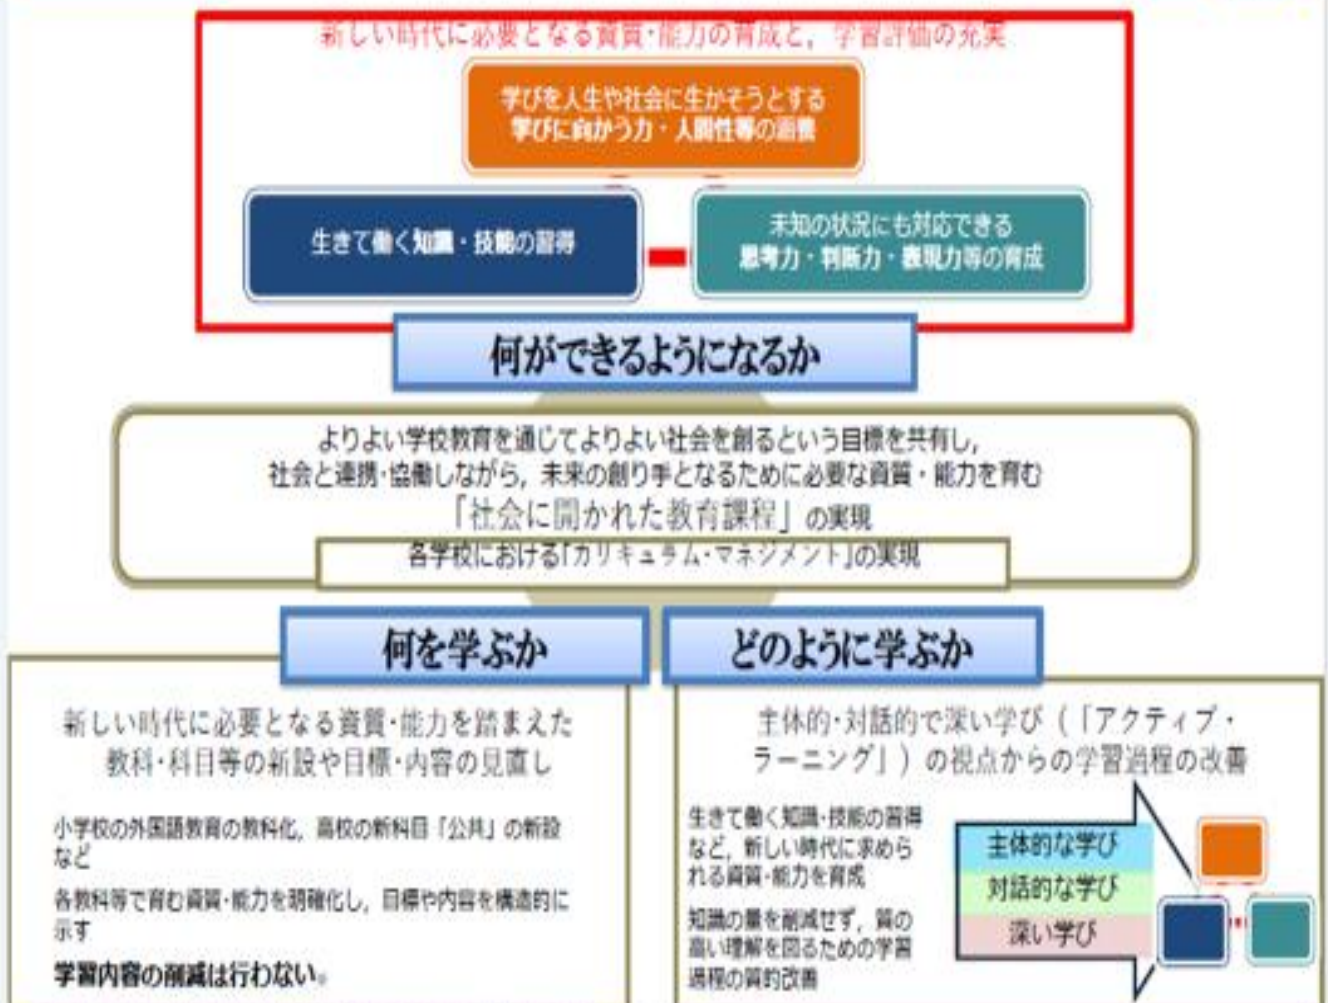 新しい時代に必要となる資質･能力の育成と，学習評価の充実
学びを人生や社会に生かそうとする
学びに向かう力・人間性等の涵養
生きて働く知識・技能の習得
未知の状況にも対応できる
思考力・判断力・表現力等の育成
何ができるようになるか
よりよい学校教育を通じてよりよい社会を創るという目標を共有し，
社会と連携･協働しながら，未来の創り手となるために必要な資質・能力を育む
「社会に開かれた教育課程」の実現
各学校における｢カリキュラム･マネジメント｣の実現
何を学ぶか
新しい時代に必要となる資質･能力を踏まえた
教科･科目等の新設や目標･内容の見直し
小学校の外国語教育の教科化，高校の新科目「公共」の新設
など
各教科等で育む資質･能力を明確化し，目標や内容を構造的に
示す
学習内容の削減は行わない。
どのように学ぶか
主体的･対話的で深い学び（「アクティブ・
ラーニング」）の視点からの学習過程の改善
生きて働く知識･技能の習得
など，新しい時代に求めら
れる資質･能力を育成
知識の量を削減せず，質の
高い理解を図るための学習
過程の質的改善
主体的な学び
対話的な学び
深い学び